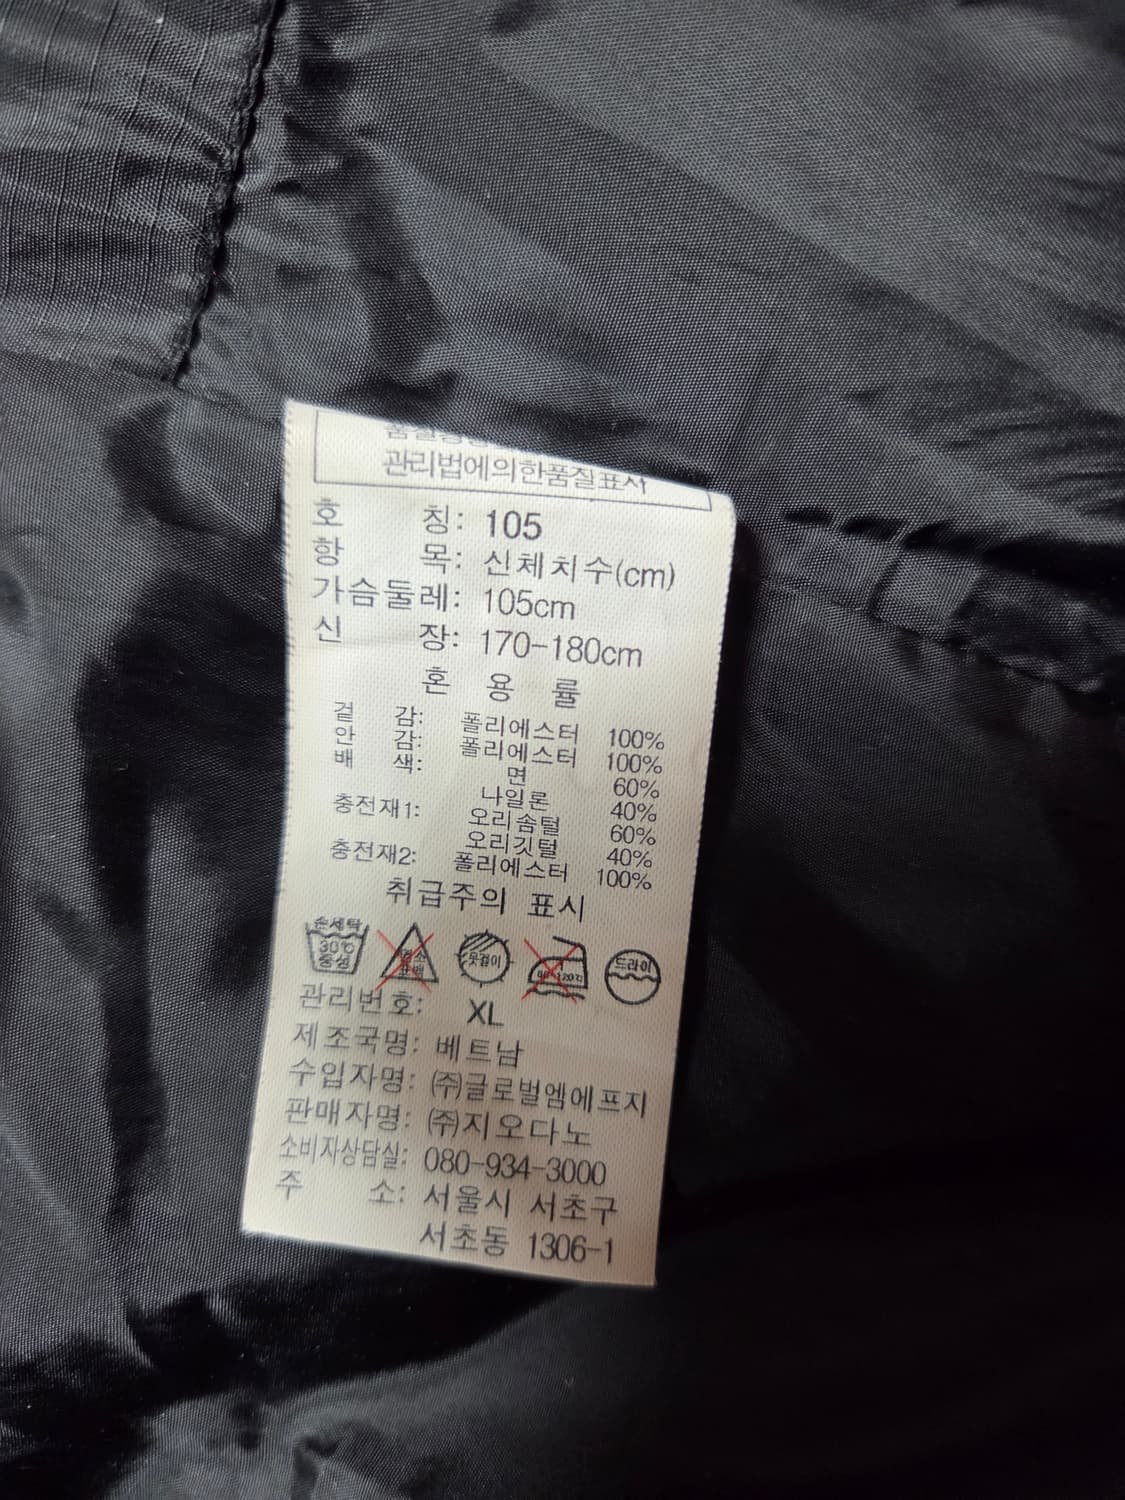 관리법에의한품질표시
호 칭: 105
항 목: 신체치수(cm)
가슴둘레: 105cm
신 장: 170-180cm
혼 용 률
겉 감: 폴리에스터 100%
안 감: 폴리에스터 100%
배 색: 면 60%
나일론 40%
충전재1: 오리솜털 60%
오리깃털 40%
충전재2: 폴리에스터 100%
취급주의 표시
손세탁
30℃
중성
옷걸이
드라이
관리번호: XL
제조국명: 베트남
수입자명: ㈜글로벌엠에프지
판매자명: ㈜지오다노
소비자상담실: 080-934-3000
주 소: 서울시 서초구
서초동 1306-1